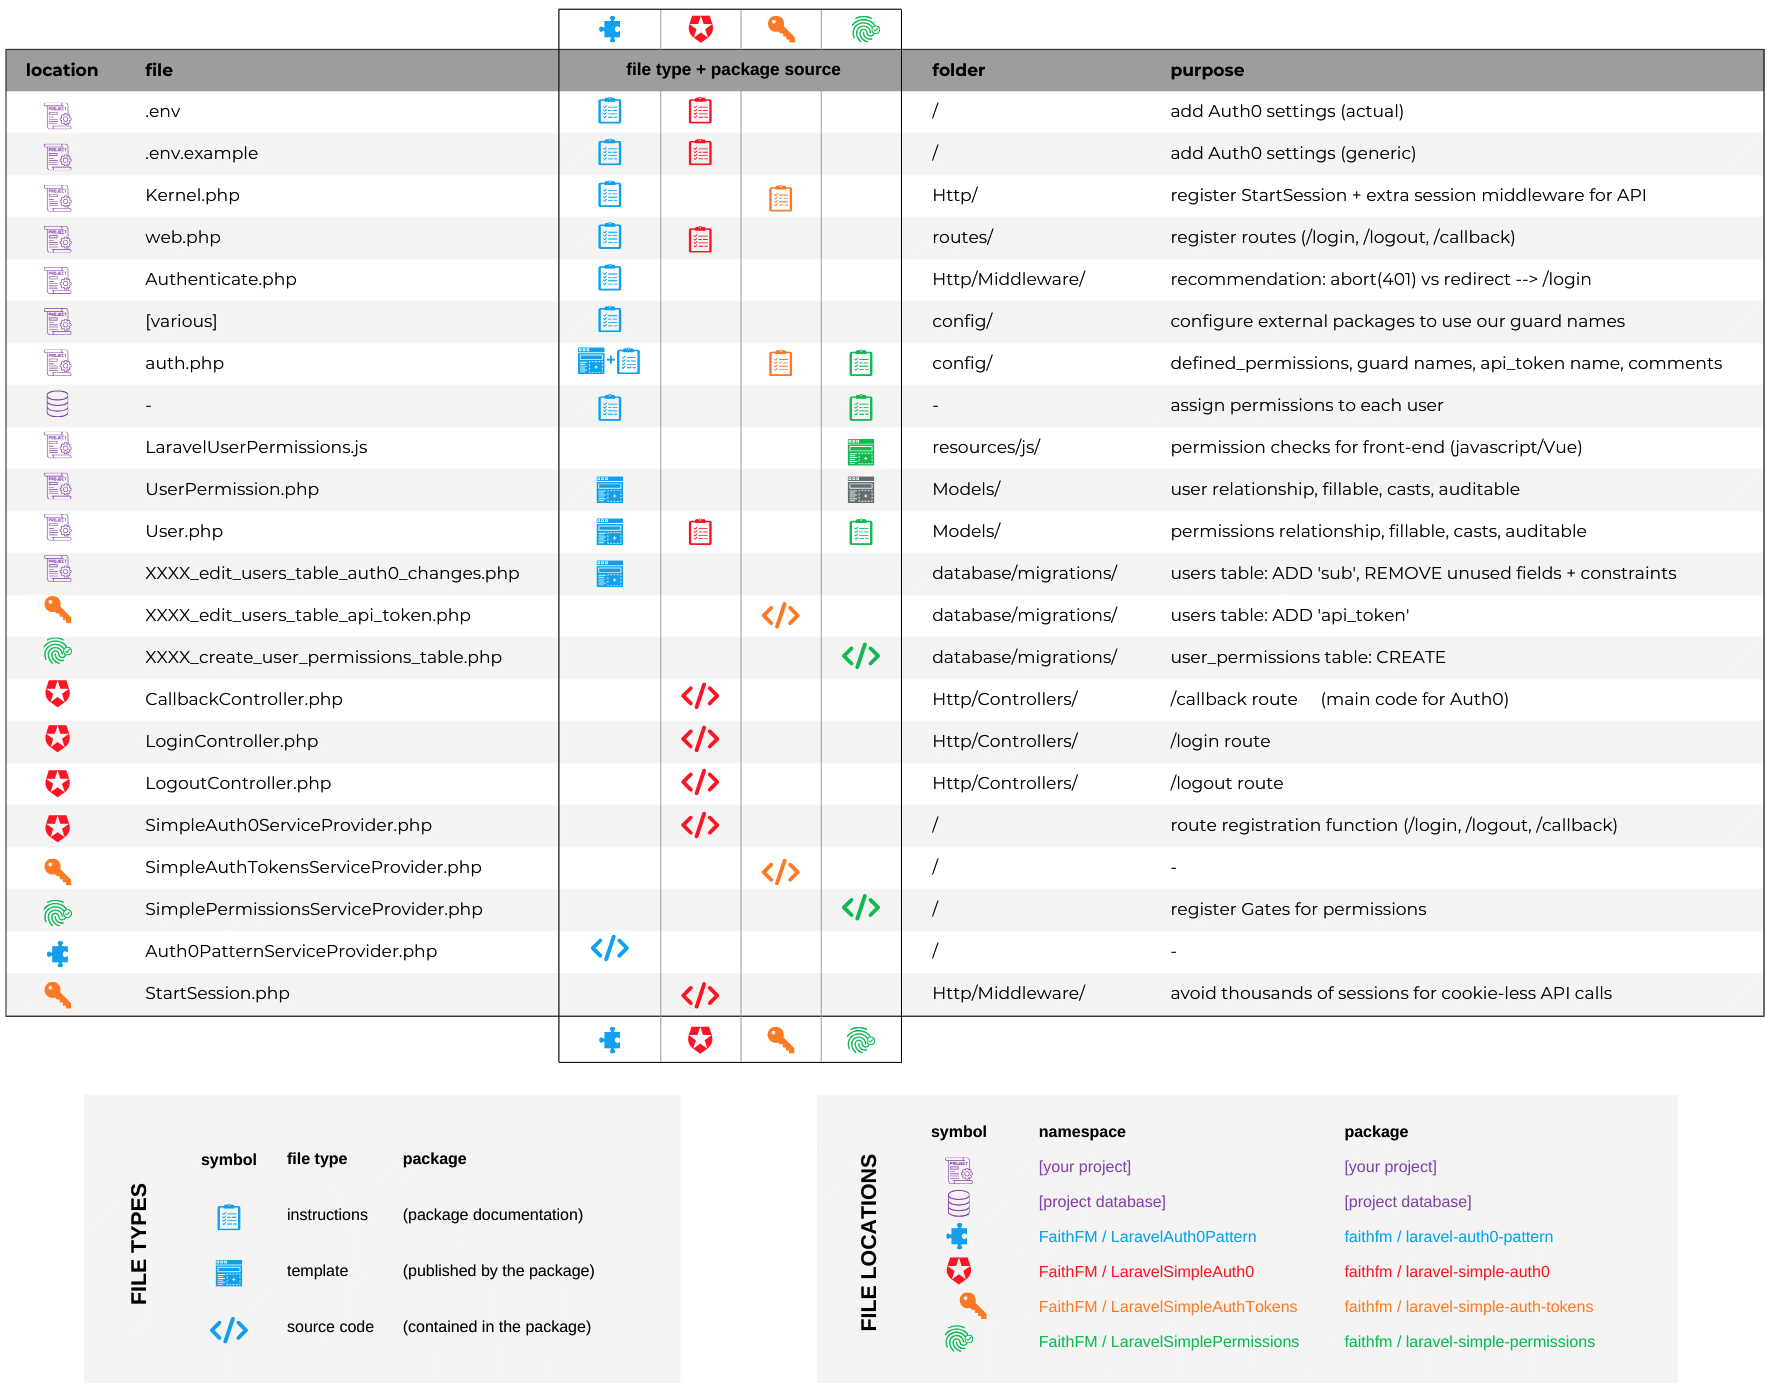 location file file type + package source folder purpose
.env / add Auth0 settings (actual)
.env.example / add Auth0 settings (generic)
Kernel.php Http/ register StartSession + extra session middleware for API
web.php routes/ register routes (/login, /logout, /callback)
Authenticate.php Http/Middleware/ recommendation: abort(401) vs redirect --> /login
[various] config/ configure external packages to use our guard names
auth.php + config/ defined_permissions, guard names, api_token name, comments
- - assign permissions to each user
LaravelUserPermissions.js resources/js/ permission checks for front-end (javascript/Vue)
UserPermission.php Models/ user relationship, fillable, casts, auditable
User.php Models/ permissions relationship, fillable, casts, auditable
XXXX_edit_users_table_auth0_changes.php database/migrations/ users table: ADD 'sub', REMOVE unused fields + constraints
XXXX_edit_users_table_api_token.php database/migrations/ users table: ADD 'api_token'
XXXX_create_user_permissions_table.php database/migrations/ user_permissions table: CREATE
CallbackController.php Http/Controllers/ /callback route (main code for Auth0)
LoginController.php Http/Controllers/ /login route
LogoutController.php Http/Controllers/ /logout route
SimpleAuth0ServiceProvider.php / route registration function (/login, /logout, /callback)
SimpleAuthTokensServiceProvider.php / -
SimplePermissionsServiceProvider.php / register Gates for permissions
Auth0PatternServiceProvider.php / -
StartSession.php Http/Middleware/ avoid thousands of sessions for cookie-less API calls
FILE TYPES
symbol file type package
instructions (package documentation)
template (published by the package)
source code (contained in the package)
FILE LOCATIONS
symbol namespace package
[your project] [your project]
[project database] [project database]
FaithFM / LaravelAuth0Pattern faithfm / laravel-auth0-pattern
FaithFM / LaravelSimpleAuth0 faithfm / laravel-simple-auth0
FaithFM / LaravelSimpleAuthTokens faithfm / laravel-simple-auth-tokens
FaithFM / LaravelSimplePermissions faithfm / laravel-simple-permissions